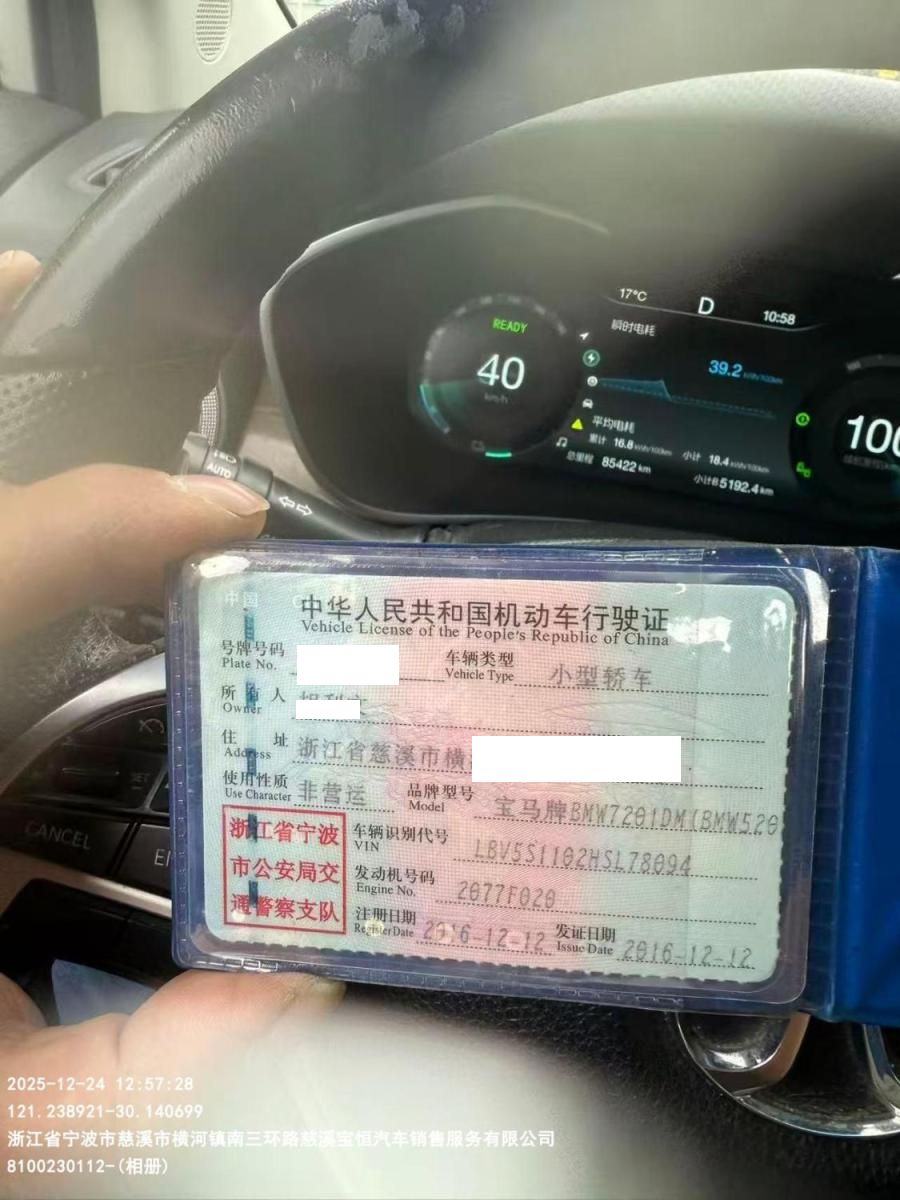 17℃ D 10:58
READY
瞬时电耗
40
km/h
39.2 kWh/100km
100
平均电耗
累计 16.8 kWh/100km 小计 18.4 kWh/100km
总里程 85422 km
小计B 5192.4 km
AUTO
中国
中华人民共和国机动车行驶证
Vehicle License of the People's Republic of China
号牌号码 车辆类型 小型轿车
Plate No. Vehicle Type
所有人
Owner
住址 浙江省慈溪市横
Address
使用性质 非营运 品牌型号 宝马牌BMW7201DM(BMW520
Use Character Model
浙江省宁波
市公安局交
通警察支队
车辆识别代号 LBV5S1102HSL78094
VIN
发动机号码 2077F020
Engine No.
注册日期 2016-12-12 发证日期 2016-12-12
Register Date Issue Date
SET
CANCEL
2025-12-24 12:57:28
121.238921-30.140699
浙江省宁波市慈溪市横河镇南三环路慈溪宝恒汽车销售服务有限公司
8100230112-(相册)